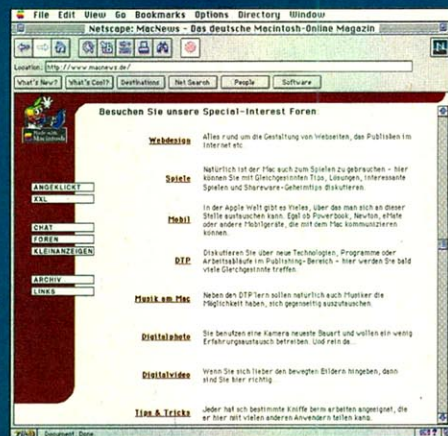 File Edit View Go Bookmarks Options Directory Window
Netscape: MacNews - Das deutsche Macintosh-Online Magazin
Location: http://www.macnews.de/
What's New? What's Cool? Destinations Net Search People Software
Made with Macintosh
Besuchen Sie unsere Special-Interest Foren:
Webdesign
Alles rund um die Gestaltung von Webseiten, das Publishen im
Internet etc.
Spiele
Natürlich ist der Mac auch zum Spielen zu gebrauchen - hier
können Sie mit Gleichgesinnten Tips, Lösungen, interessante
Spielen und Shareware-Geheimtips diskutieren.
ANGEKLICKT
XXL
CHAT
FOREN
KLEINANZEIGEN
ARCHIV
LINKS
Mobil
In der Apple Welt gibt es Vieles, über das man sich an dieser
Stelle austauschen kann. Egal ob Powerbook, Newton, eMate
oder andere Mobilgeräte, die mit dem Mac kommunizieren
können.
DTP
Diskutieren Sie über neue Technologien, Programme oder
Arbeitsabläufe im Publishing-Bereich - hier werden Sie bald
viele Gleichgesinnte treffen.
Musik am Mac
Neben den DTP'lern sollen natürlich auch Musiker die
Möglichkeit haben, sich gegenseitig auszutauschen.
Digitalphoto
Sie benutzen eine Kamera neueste Bauart und wollen ein wenig
Erfahrungsaustausch betreiben. Und rein da...
Digitalvideo
Wenn Sie sich lieber den bewegten Bildern hingeben, dann
sind Sie hier richtig.
Tips & Tricks
Jeder hat sich bestimmte Kniffe beim arbeiten angeeignet, die
er hier mit vielen anderen Anwendern teilen kann.
Document: Done.